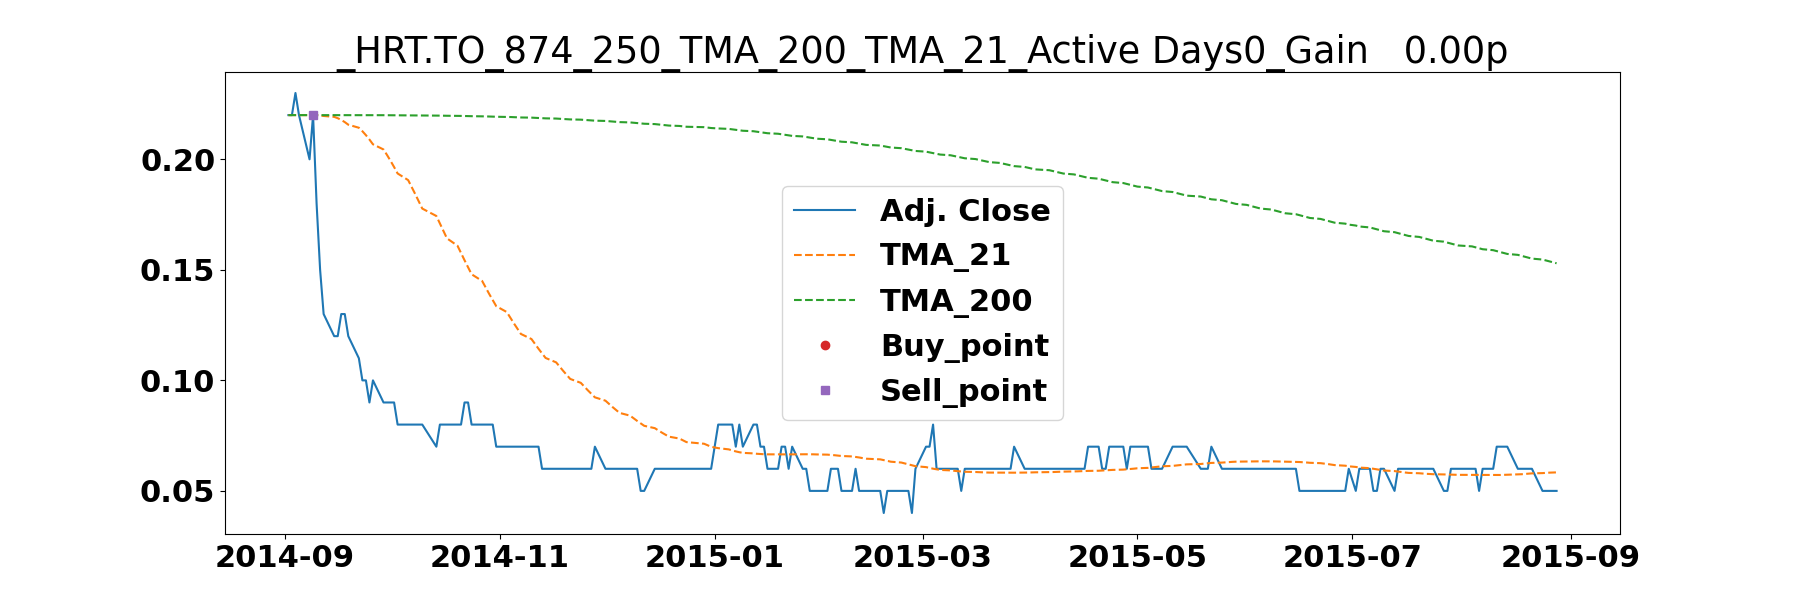 _HRT.TO_874_250_TMA_200_TMA_21_Active Days0_Gain   0.00p
0.20
0.15
0.10
0.05
Adj. Close
TMA_21
TMA_200
Buy_point
Sell_point
2014-09 2014-11 2015-01 2015-03 2015-05 2015-07 2015-09